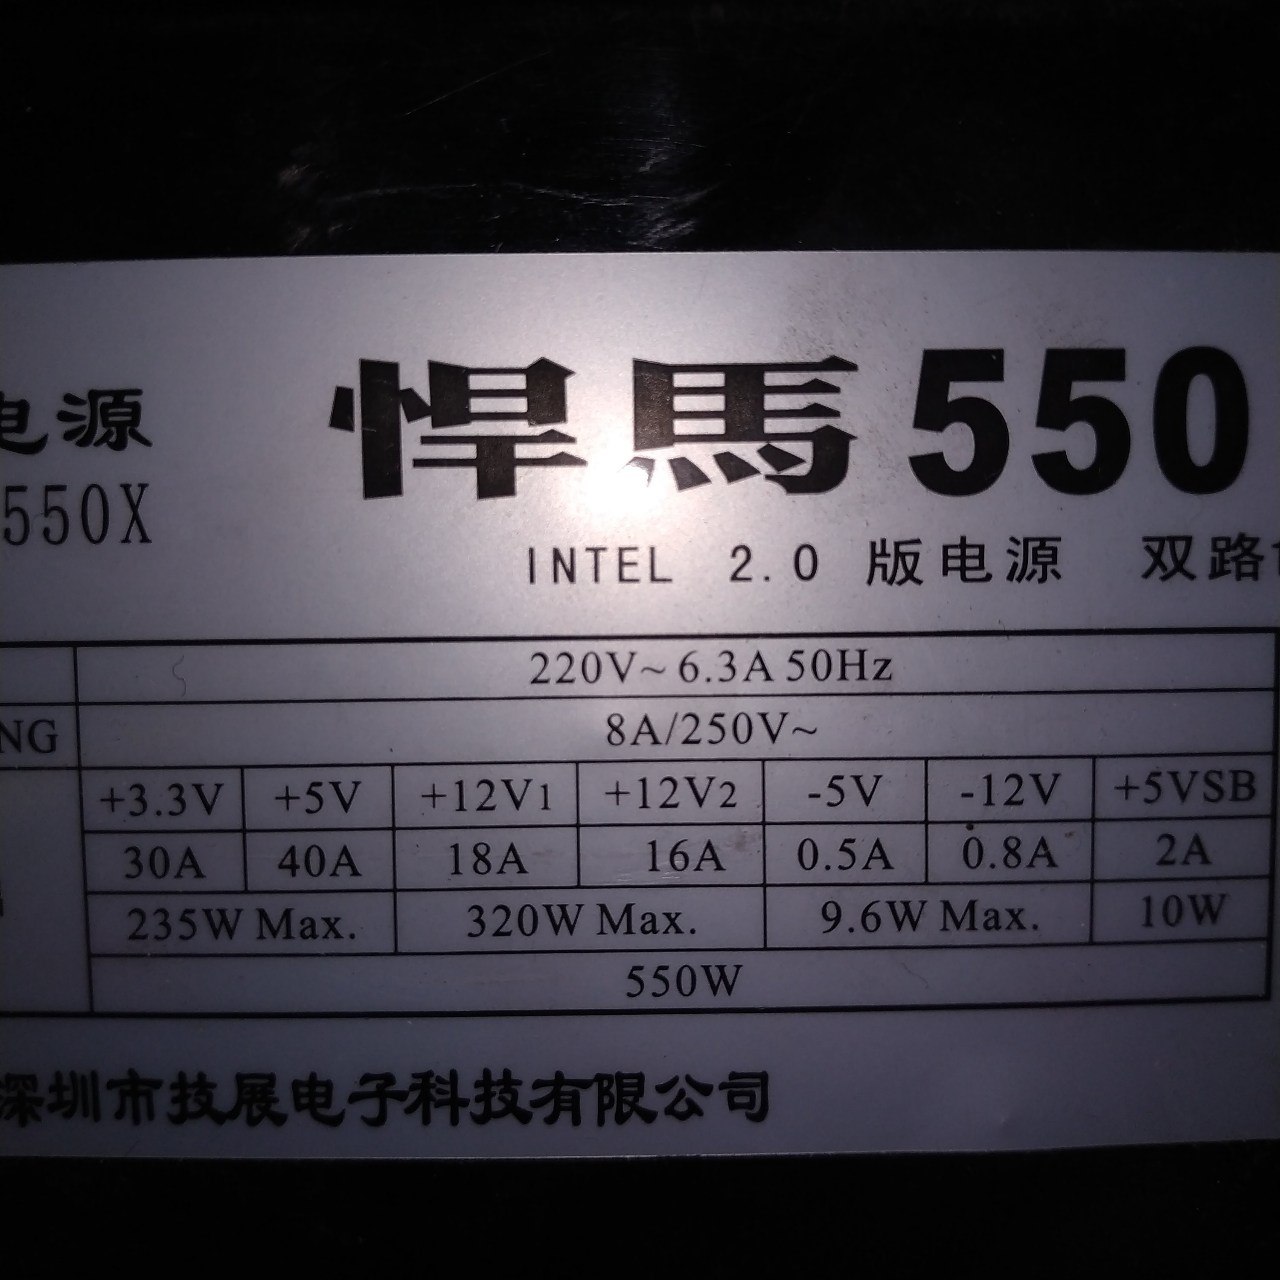 电源
悍馬550
550X
INTEL 2.0 版电源 双路
220V~ 6.3A 50Hz
NG
8A/250V~
+3.3V +5V +12V1 +12V2 -5V -12V +5VSB
30A 40A 18A 16A 0.5A 0.8A 2A
235W Max. 320W Max. 9.6W Max. 10W
550W
深圳市技展电子科技有限公司